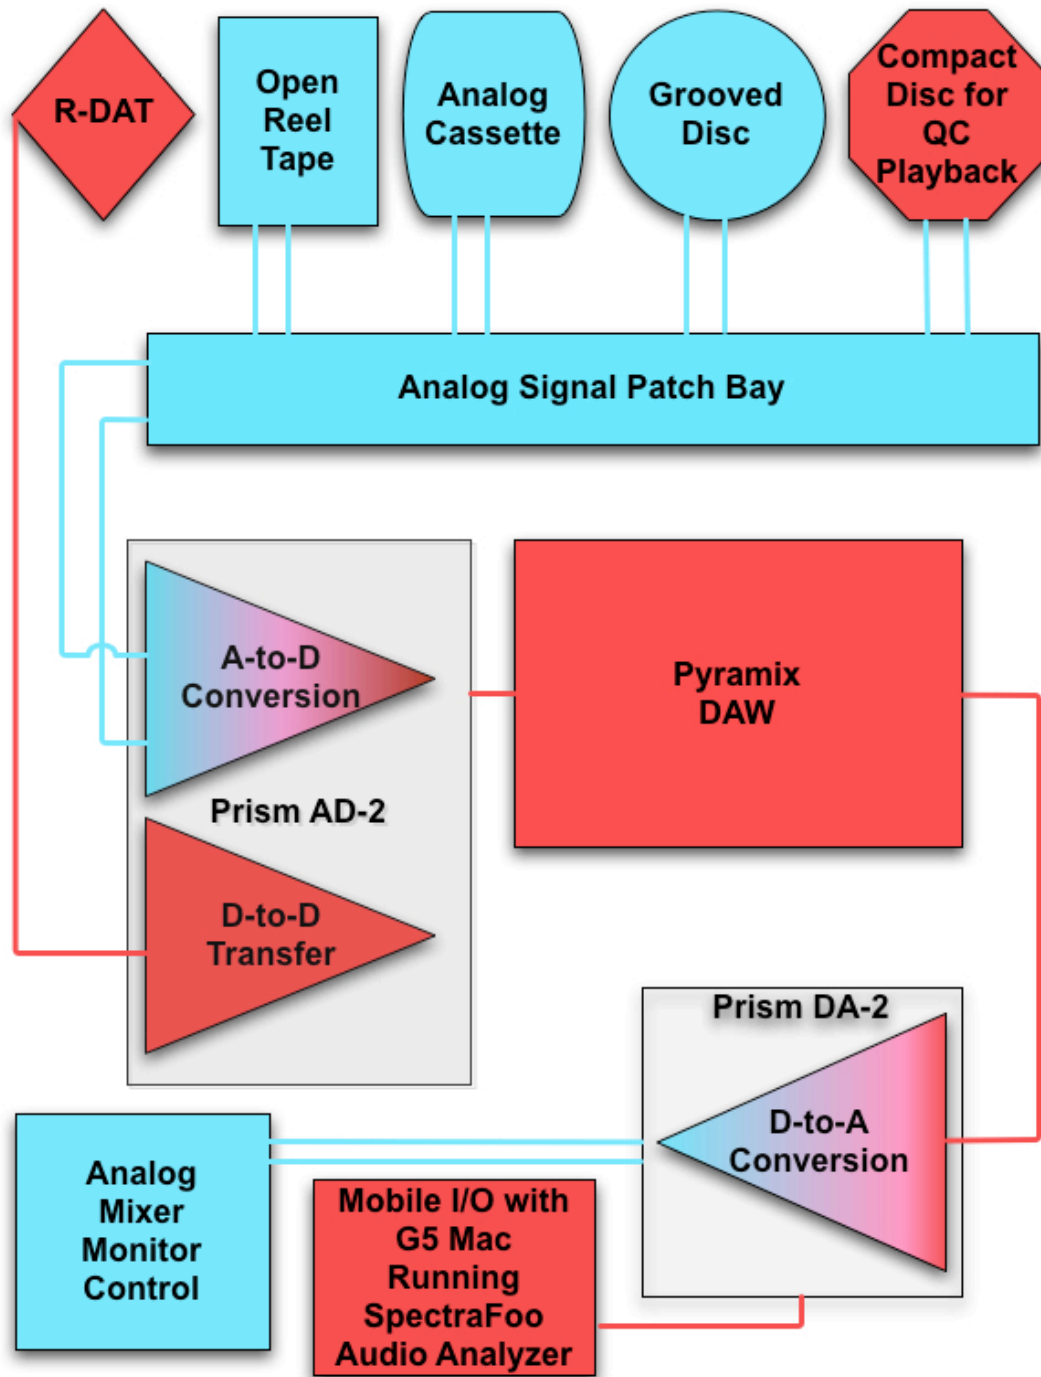 R-DAT
Open
Reel
Tape
Analog
Cassette
Grooved
Disc
Compact
Disc for
QC
Playback
Analog Signal Patch Bay
A-to-D
Conversion
Prism AD-2
D-to-D
Transfer
Pyramix
DAW
Prism DA-2
D-to-A
Conversion
Analog
Mixer
Monitor
Control
Mobile I/O with
G5 Mac
Running
SpectraFoo
Audio Analyzer